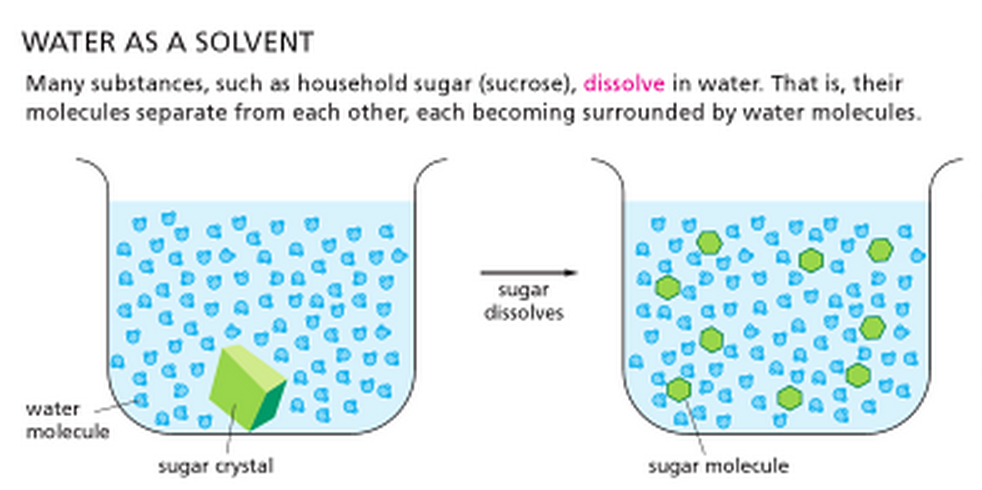 WATER AS A SOLVENT
Many substances, such as household sugar (sucrose), dissolve in water. That is, their
molecules separate from each other, each becoming surrounded by water molecules.
sugar
dissolves
water
molecule
sugar crystal
sugar molecule